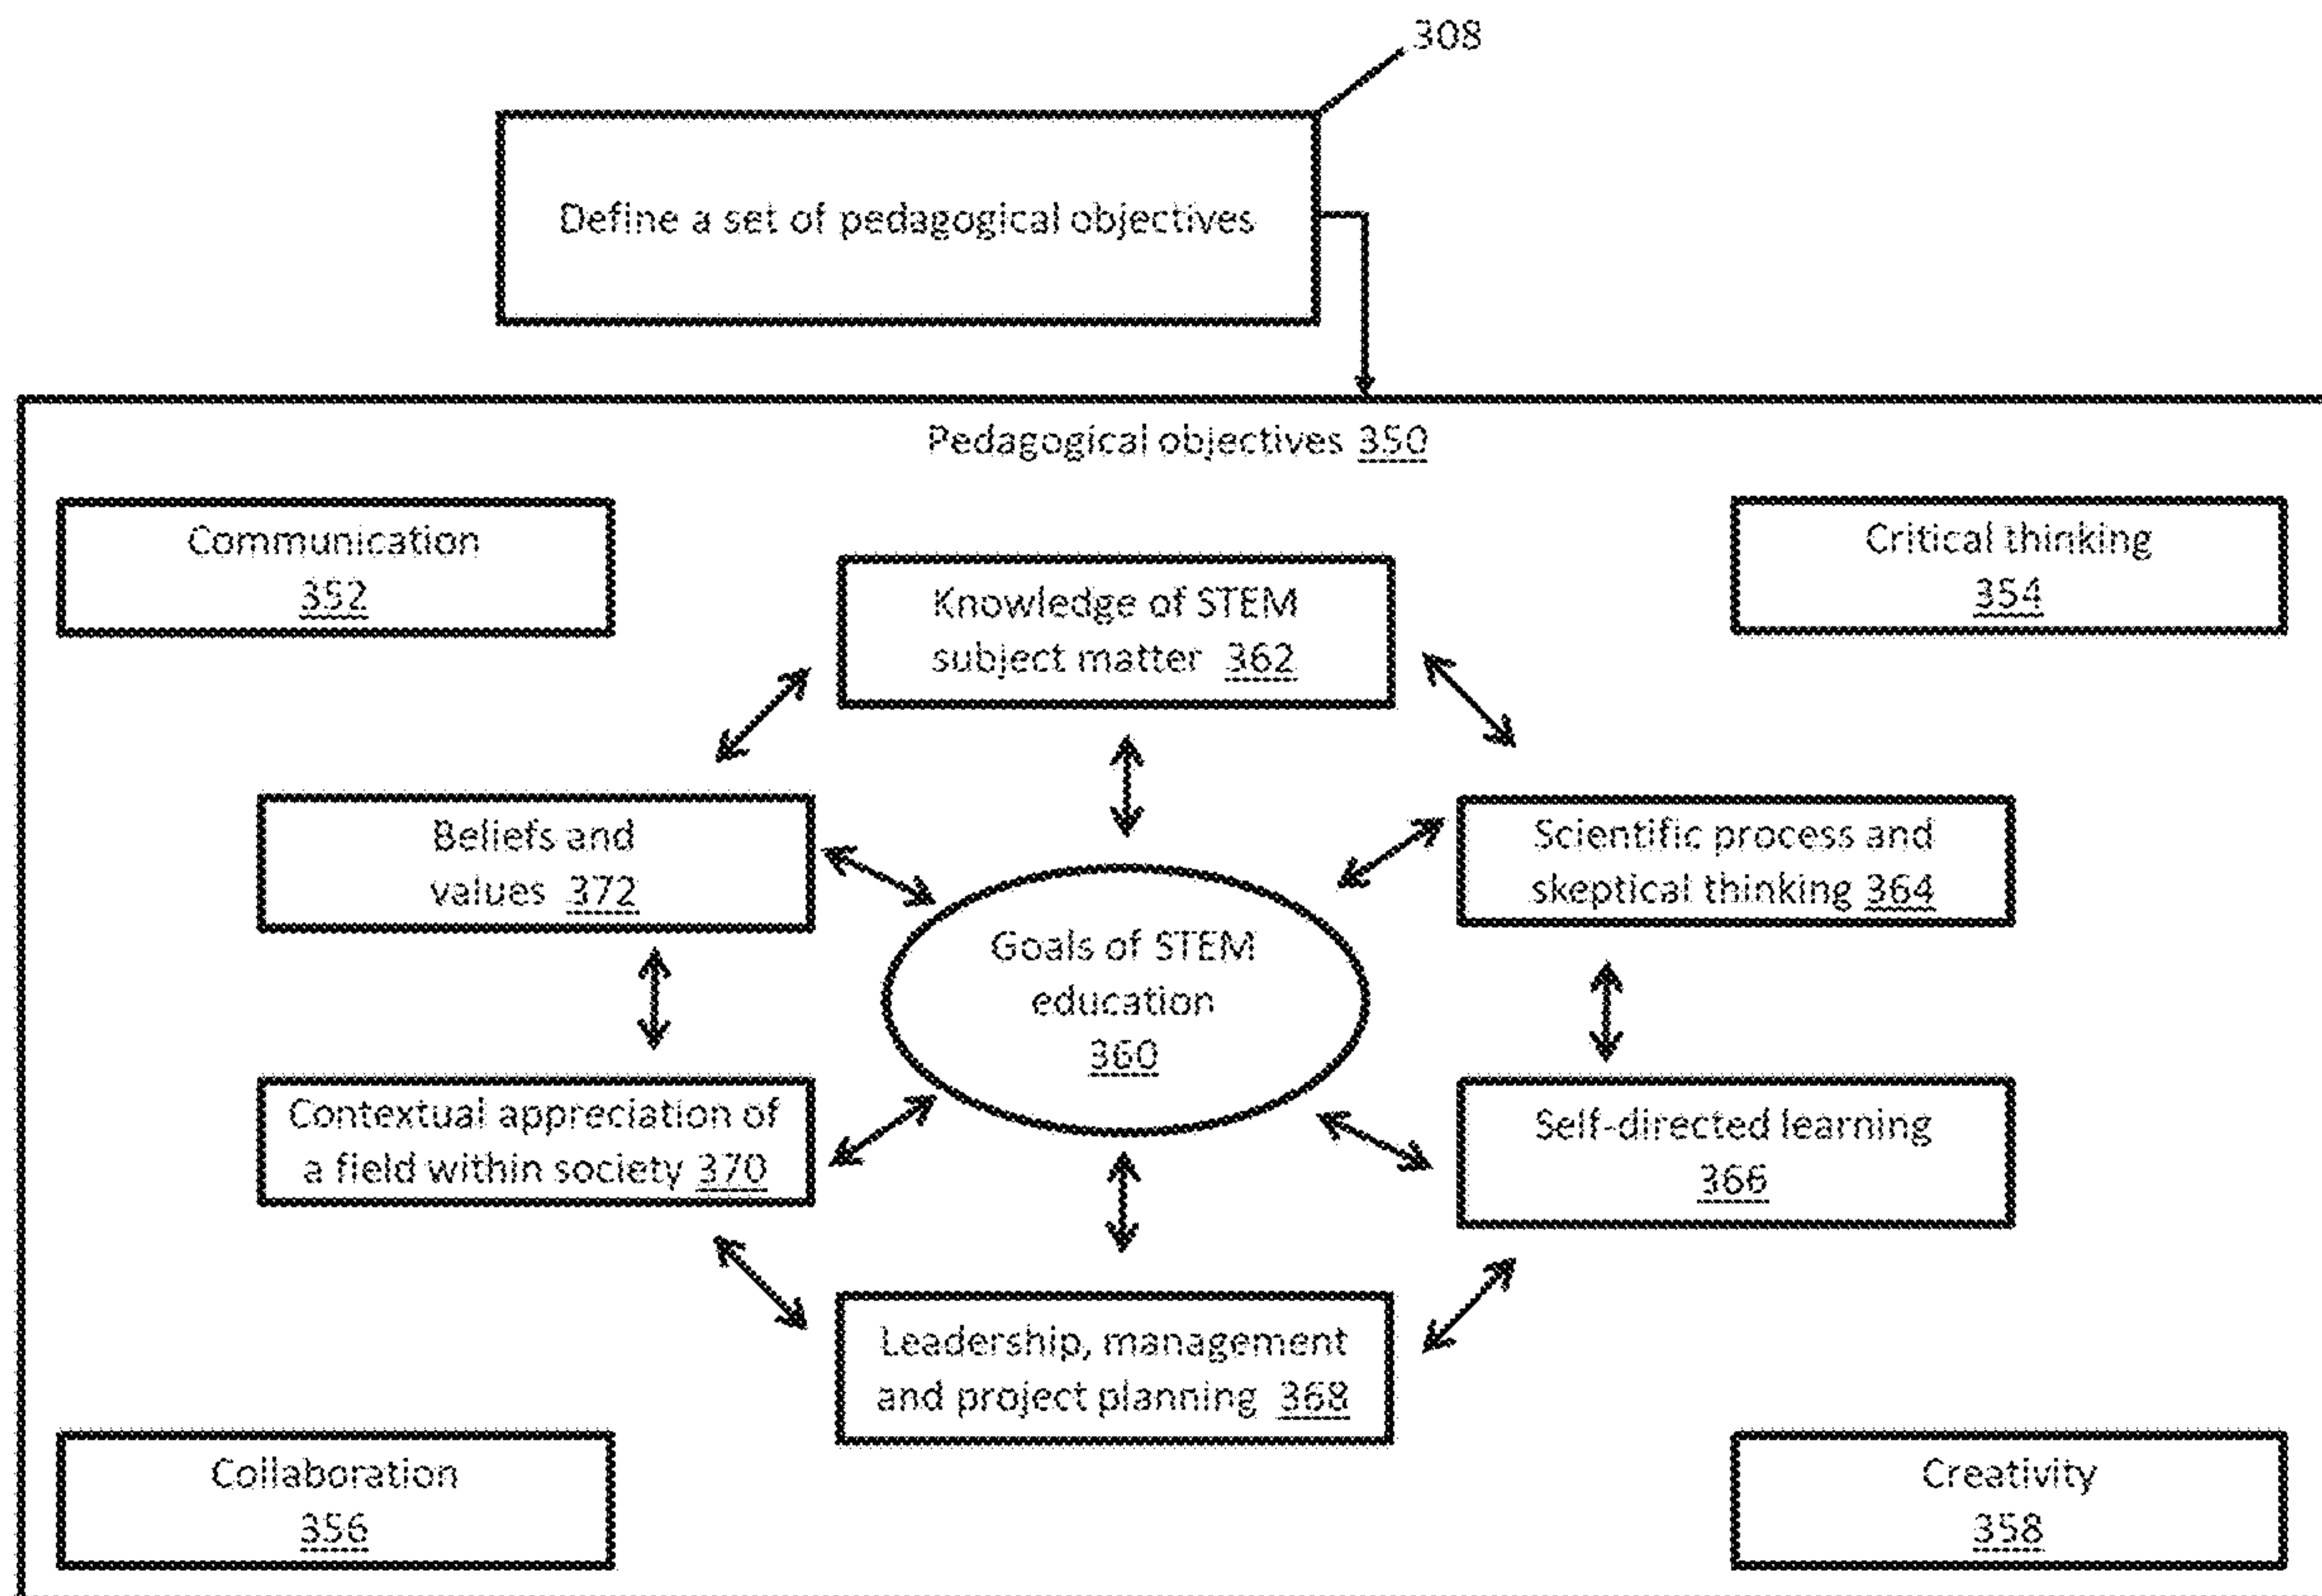 308
Define a set of pedagogical objectives
Pedagogical objectives 350
Communication
352
Critical thinking
354
Knowledge of STEM
subject matter 362
Beliefs and
values 372
Scientific process and
skeptical thinking 364
Goals of STEM
education
360
Contextual appreciation of
a field within society 370
Self-directed learning
366
Leadership, management
and project planning 368
Collaboration
356
Creativity
358